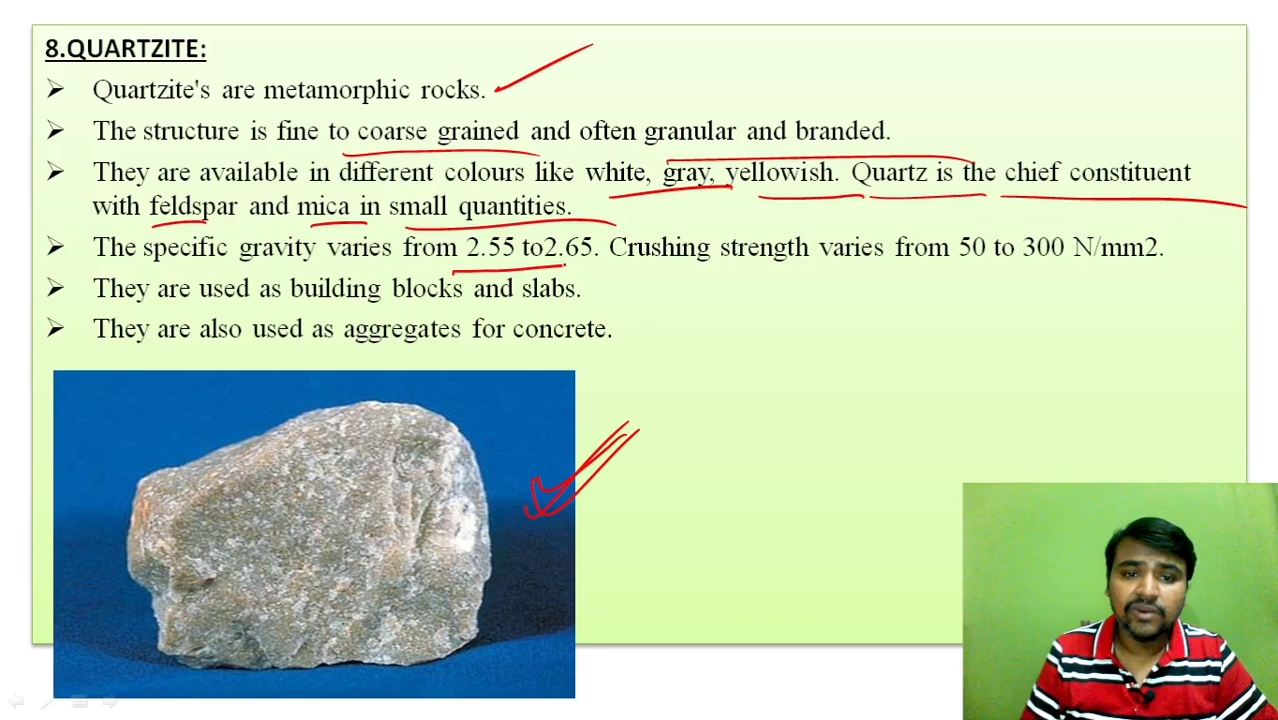 8.QUARTZITE:
➢ Quartzite's are metamorphic rocks.
➢ The structure is fine to coarse grained and often granular and branded.
➢ They are available in different colours like white, gray, yellowish. Quartz is the chief constituent
with feldspar and mica in small quantities.
➢ The specific gravity varies from 2.55 to2.65. Crushing strength varies from 50 to 300 N/mm2.
➢ They are used as building blocks and slabs.
➢ They are also used as aggregates for concrete.